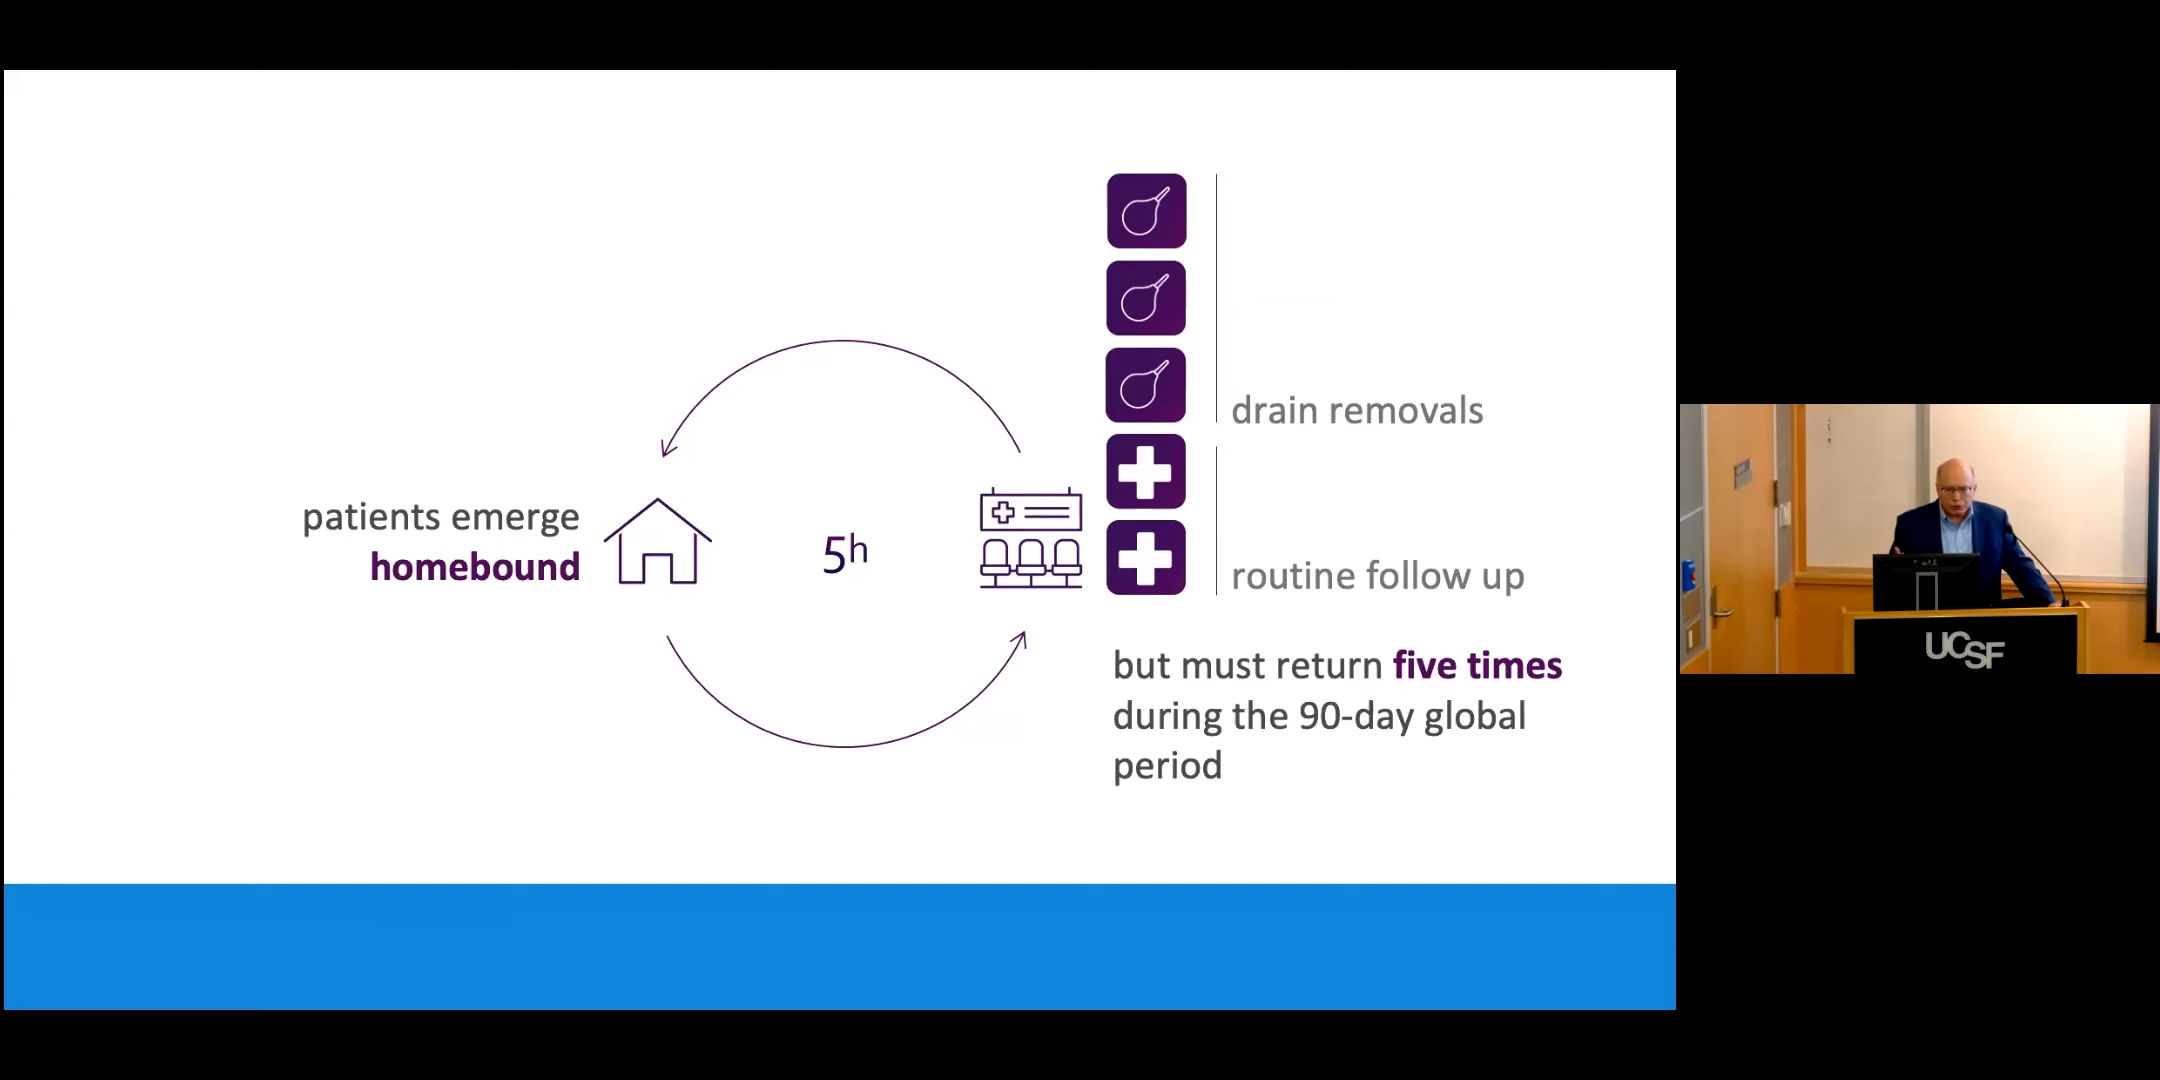 drain removals
patients emerge
homebound
5h
routine follow up
but must return five times
during the 90-day global
period
UCSF